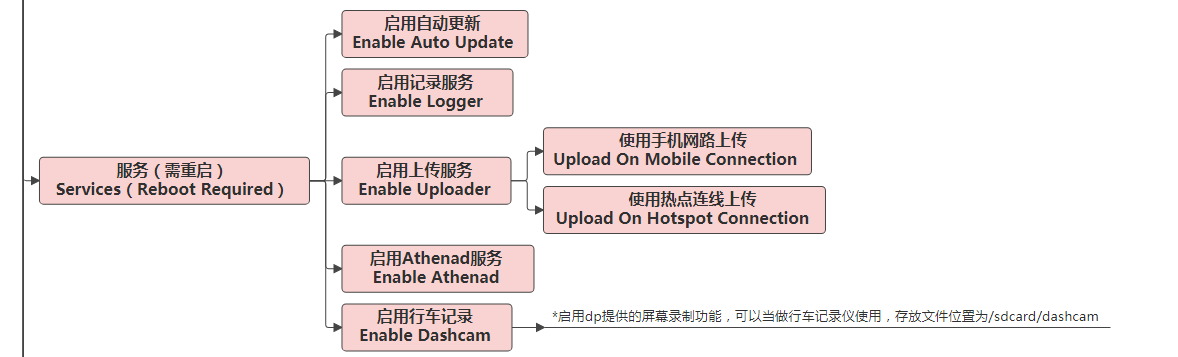 启用自动更新
Enable Auto Update
启用记录服务
Enable Logger
服务（需重启）
Services（Reboot Required）
启用上传服务
Enable Uploader
使用手机网路上传
Upload On Mobile Connection
使用热点连线上传
Upload On Hotspot Connection
启用Athenad服务
Enable Athenad
启用行车记录
Enable Dashcam
*启用dp提供的屏幕录制功能，可以当做行车记录仪使用，存放文件位置为/sdcard/dashcam